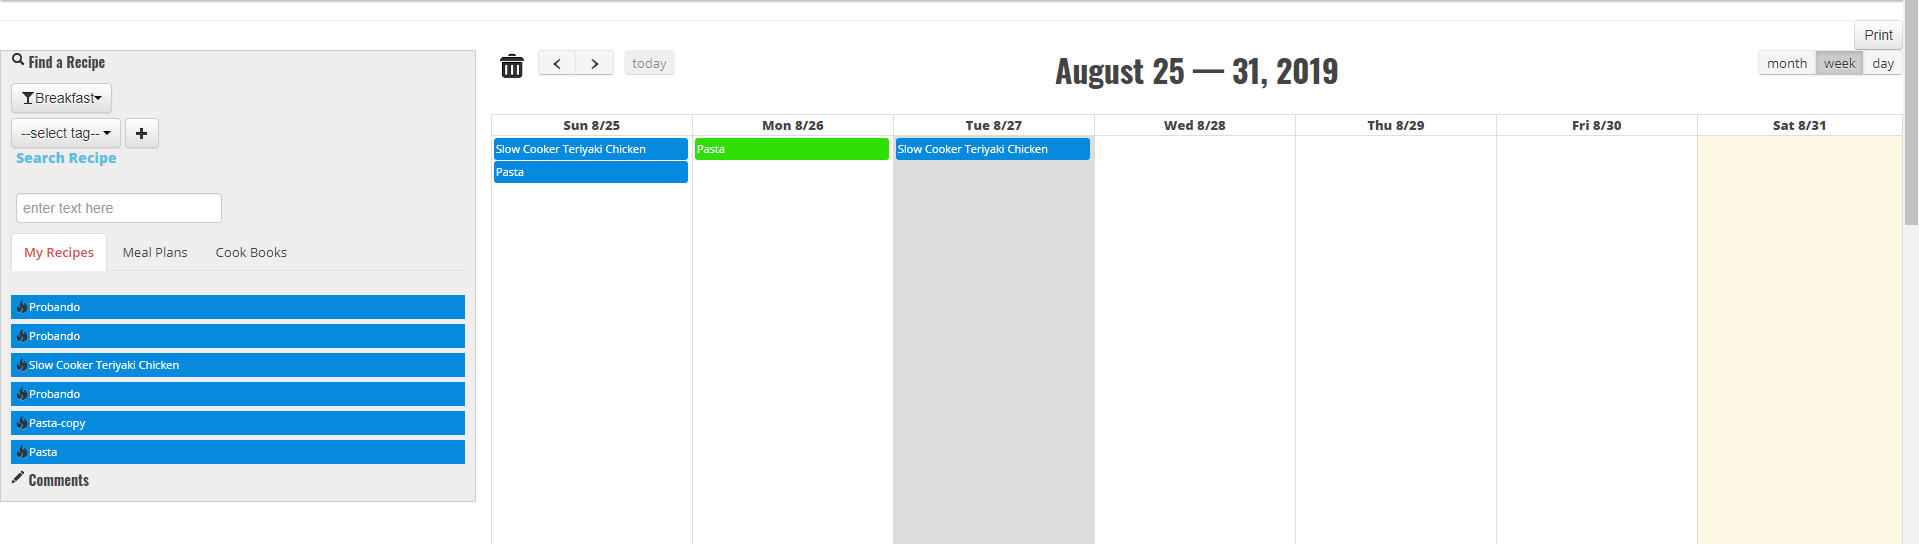 Print
Find a Recipe
Breakfast
--select tag--
Search Recipe
enter text here
My Recipes Meal Plans Cook Books
Probando
Probando
Slow Cooker Teriyaki Chicken
Probando
Pasta-copy
Pasta
Comments
today
August 25 — 31, 2019
month week day
Sun 8/25 Mon 8/26 Tue 8/27 Wed 8/28 Thu 8/29 Fri 8/30 Sat 8/31
Slow Cooker Teriyaki Chicken Pasta Slow Cooker Teriyaki Chicken
Pasta